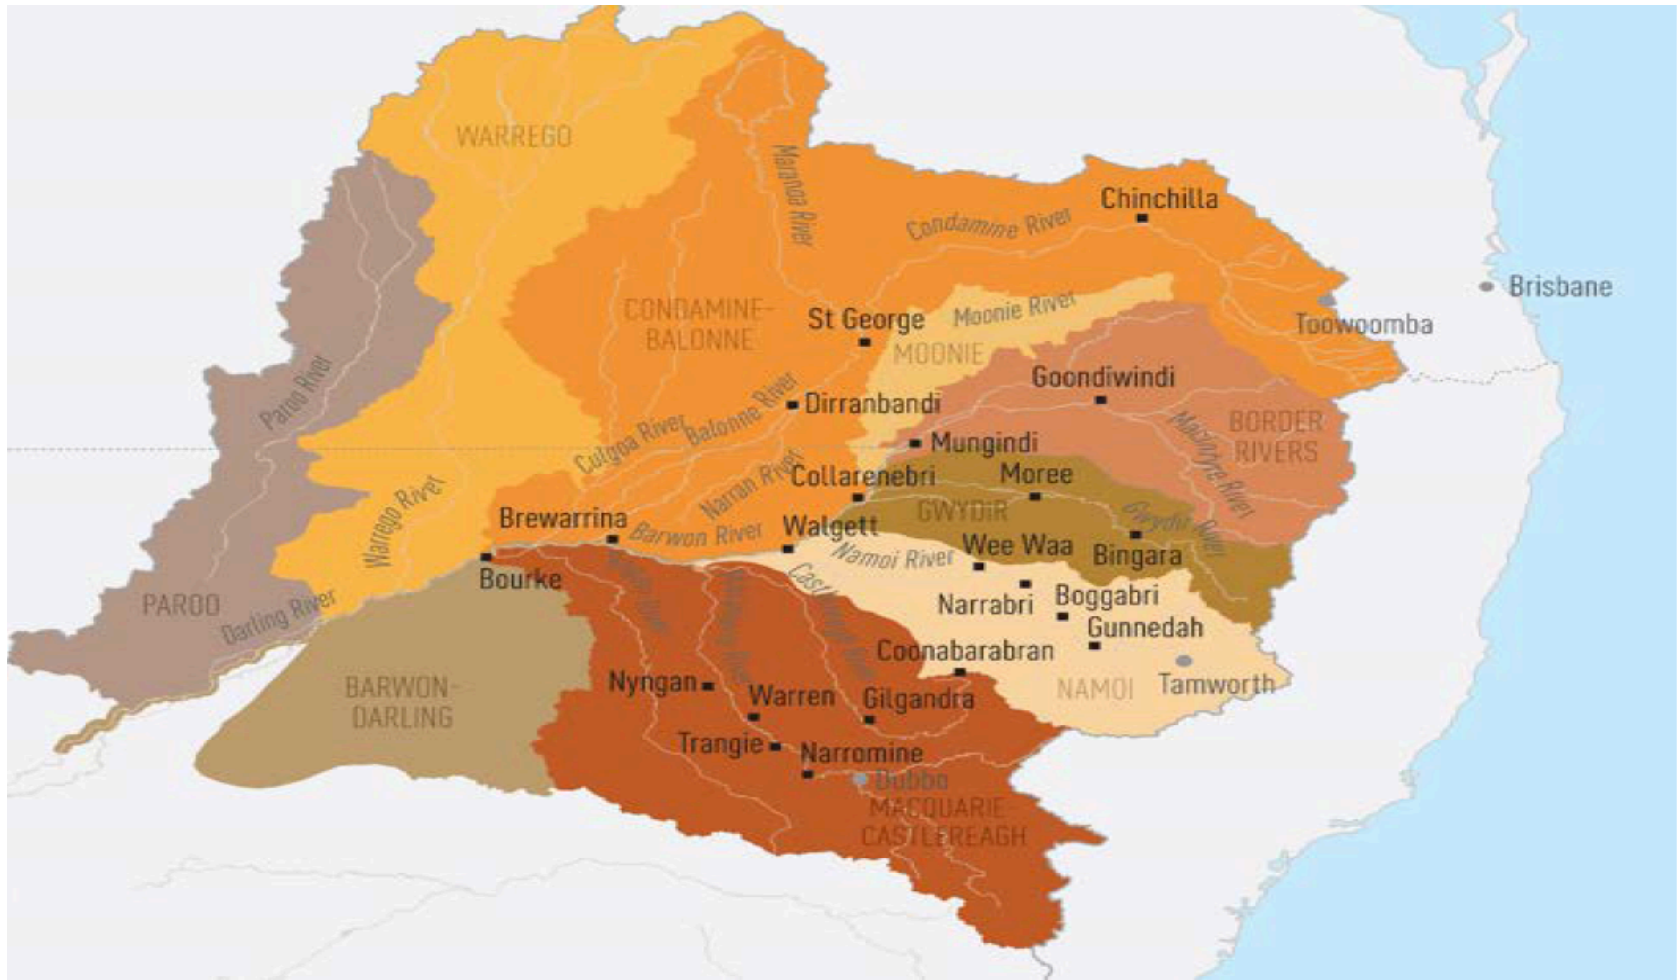 WARREGO
Maranoa River
Chinchilla
Condamine River
Brisbane
CONDAMINE-
BALONNE
St George
Moonie River
MOONIE
Toowoomba
Goondiwindi
Paroo River
Dirranbandi
BORDER
RIVERS
Macintyre River
Culgoa River
Balonne River
Mungindi
Narran River
Collarenebri
Moree
Warrego River
GWYDIR
Gwydir River
Brewarrina
Barwon River
Walgett
Namoi River
Wee Waa
Bingara
Bourke
Castlereagh River
Narrabri
Boggabri
PAROO
Darling River
Gunnedah
Coonabarabran
BARWON-
DARLING
Nyngan
Warren
Gilgandra
NAMOI
Tamworth
Trangie
Narromine
Dubbo
MACQUARIE
CASTLEREAGH